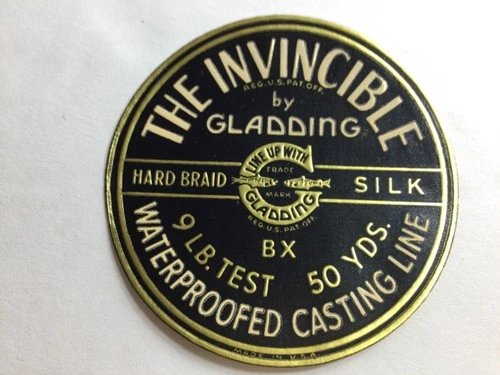 THE INVINCIBLE
REG. U.S. PAT. OFF.
by
GLADDING
LINE UP WITH
TRADE
HARD BRAID
SILK
MARK
GLADDING
REG. U.S. PAT. OFF.
BX
9 LB. TEST
50 YDS.
WATERPROOFED CASTING LINE
MADE IN U.S.A.